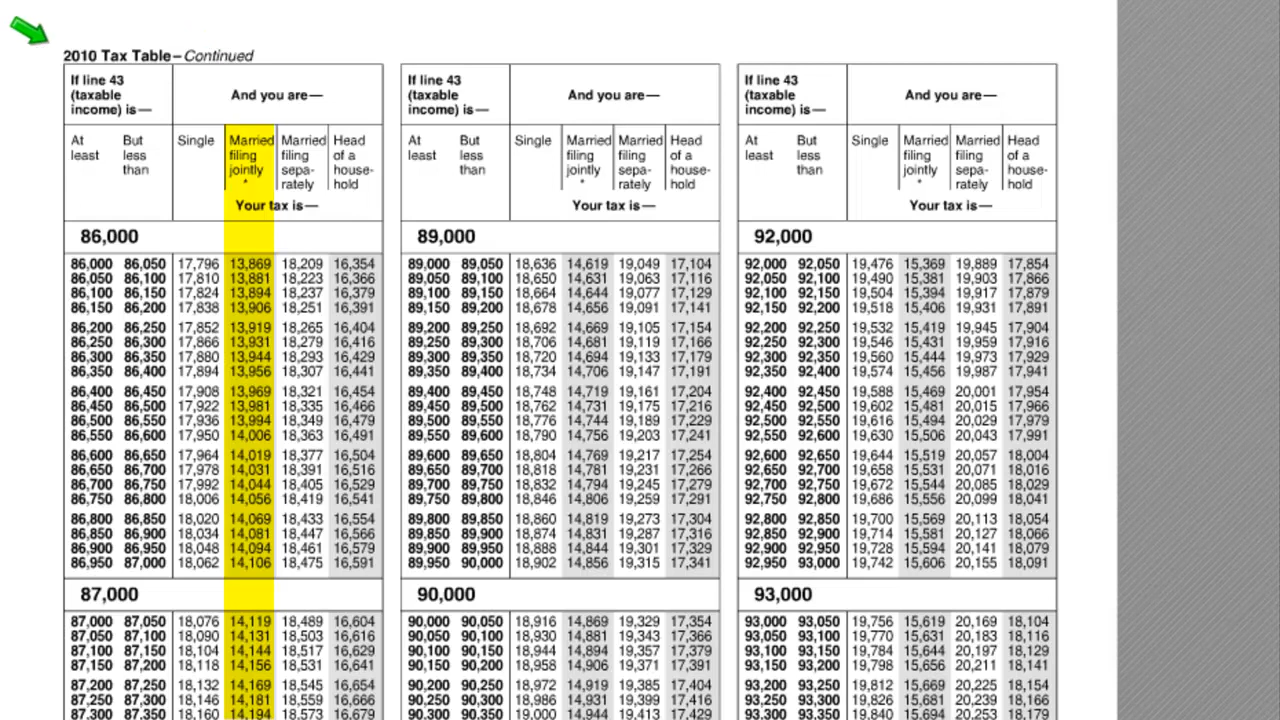 2010 Tax Table – Continued
If line 43 (taxable income) is — And you are —
At least But less than Single Married filing jointly * Married filing sepa- rately Head of a house- hold
Your tax is —
86,000
86,000 86,050 17,796 13,869 18,209 16,354
86,050 86,100 17,810 13,881 18,223 16,366
86,100 86,150 17,824 13,894 18,237 16,379
86,150 86,200 17,838 13,906 18,251 16,391
86,200 86,250 17,852 13,919 18,265 16,404
86,250 86,300 17,866 13,931 18,279 16,416
86,300 86,350 17,880 13,944 18,293 16,429
86,350 86,400 17,894 13,956 18,307 16,441
86,400 86,450 17,908 13,969 18,321 16,454
86,450 86,500 17,922 13,981 18,335 16,466
86,500 86,550 17,936 13,994 18,349 16,479
86,550 86,600 17,950 14,006 18,363 16,491
86,600 86,650 17,964 14,019 18,377 16,504
86,650 86,700 17,978 14,031 18,391 16,516
86,700 86,750 17,992 14,044 18,405 16,529
86,750 86,800 18,006 14,056 18,419 16,541
86,800 86,850 18,020 14,069 18,433 16,554
86,850 86,900 18,034 14,081 18,447 16,566
86,900 86,950 18,048 14,094 18,461 16,579
86,950 87,000 18,062 14,106 18,475 16,591
87,000
87,000 87,050 18,076 14,119 18,489 16,604
87,050 87,100 18,090 14,131 18,503 16,616
87,100 87,150 18,104 14,144 18,517 16,629
87,150 87,200 18,118 14,156 18,531 16,641
87,200 87,250 18,132 14,169 18,545 16,654
87,250 87,300 18,146 14,181 18,559 16,666
87,300 87,350 18,160 14,194 18,573 16,679
If line 43 (taxable income) is — And you are —
At least But less than Single Married filing jointly * Married filing sepa- rately Head of a house- hold
Your tax is —
89,000
89,000 89,050 18,636 14,619 19,049 17,104
89,050 89,100 18,650 14,631 19,063 17,116
89,100 89,150 18,664 14,644 19,077 17,129
89,150 89,200 18,678 14,656 19,091 17,141
89,200 89,250 18,692 14,669 19,105 17,154
89,250 89,300 18,706 14,681 19,119 17,166
89,300 89,350 18,720 14,694 19,133 17,179
89,350 89,400 18,734 14,706 19,147 17,191
89,400 89,450 18,748 14,719 19,161 17,204
89,450 89,500 18,762 14,731 19,175 17,216
89,500 89,550 18,776 14,744 19,189 17,229
89,550 89,600 18,790 14,756 19,203 17,241
89,600 89,650 18,804 14,769 19,217 17,254
89,650 89,700 18,818 14,781 19,231 17,266
89,700 89,750 18,832 14,794 19,245 17,279
89,750 89,800 18,846 14,806 19,259 17,291
89,800 89,850 18,860 14,819 19,273 17,304
89,850 89,900 18,874 14,831 19,287 17,316
89,900 89,950 18,888 14,844 19,301 17,329
89,950 90,000 18,902 14,856 19,315 17,341
90,000
90,000 90,050 18,916 14,869 19,329 17,354
90,050 90,100 18,930 14,881 19,343 17,366
90,100 90,150 18,944 14,894 19,357 17,379
90,150 90,200 18,958 14,906 19,371 17,391
90,200 90,250 18,972 14,919 19,385 17,404
90,250 90,300 18,986 14,931 19,399 17,416
90,300 90,350 19,000 14,944 19,413 17,429
If line 43 (taxable income) is — And you are —
At least But less than Single Married filing jointly * Married filing sepa- rately Head of a house- hold
Your tax is —
92,000
92,000 92,050 19,476 15,369 19,889 17,854
92,050 92,100 19,490 15,381 19,903 17,866
92,100 92,150 19,504 15,394 19,917 17,879
92,150 92,200 19,518 15,406 19,931 17,891
92,200 92,250 19,532 15,419 19,945 17,904
92,250 92,300 19,546 15,431 19,959 17,916
92,300 92,350 19,560 15,444 19,973 17,929
92,350 92,400 19,574 15,456 19,987 17,941
92,400 92,450 19,588 15,469 20,001 17,954
92,450 92,500 19,602 15,481 20,015 17,966
92,500 92,550 19,616 15,494 20,029 17,979
92,550 92,600 19,630 15,506 20,043 17,991
92,600 92,650 19,644 15,519 20,057 18,004
92,650 92,700 19,658 15,531 20,071 18,016
92,700 92,750 19,672 15,544 20,085 18,029
92,750 92,800 19,686 15,556 20,099 18,041
92,800 92,850 19,700 15,569 20,113 18,054
92,850 92,900 19,714 15,581 20,127 18,066
92,900 92,950 19,728 15,594 20,141 18,079
92,950 93,000 19,742 15,606 20,155 18,091
93,000
93,000 93,050 19,756 15,619 20,169 18,104
93,050 93,100 19,770 15,631 20,183 18,116
93,100 93,150 19,784 15,644 20,197 18,129
93,150 93,200 19,798 15,656 20,211 18,141
93,200 93,250 19,812 15,669 20,225 18,154
93,250 93,300 19,826 15,681 20,239 18,166
93,300 93,350 19,840 15,694 20,253 18,179